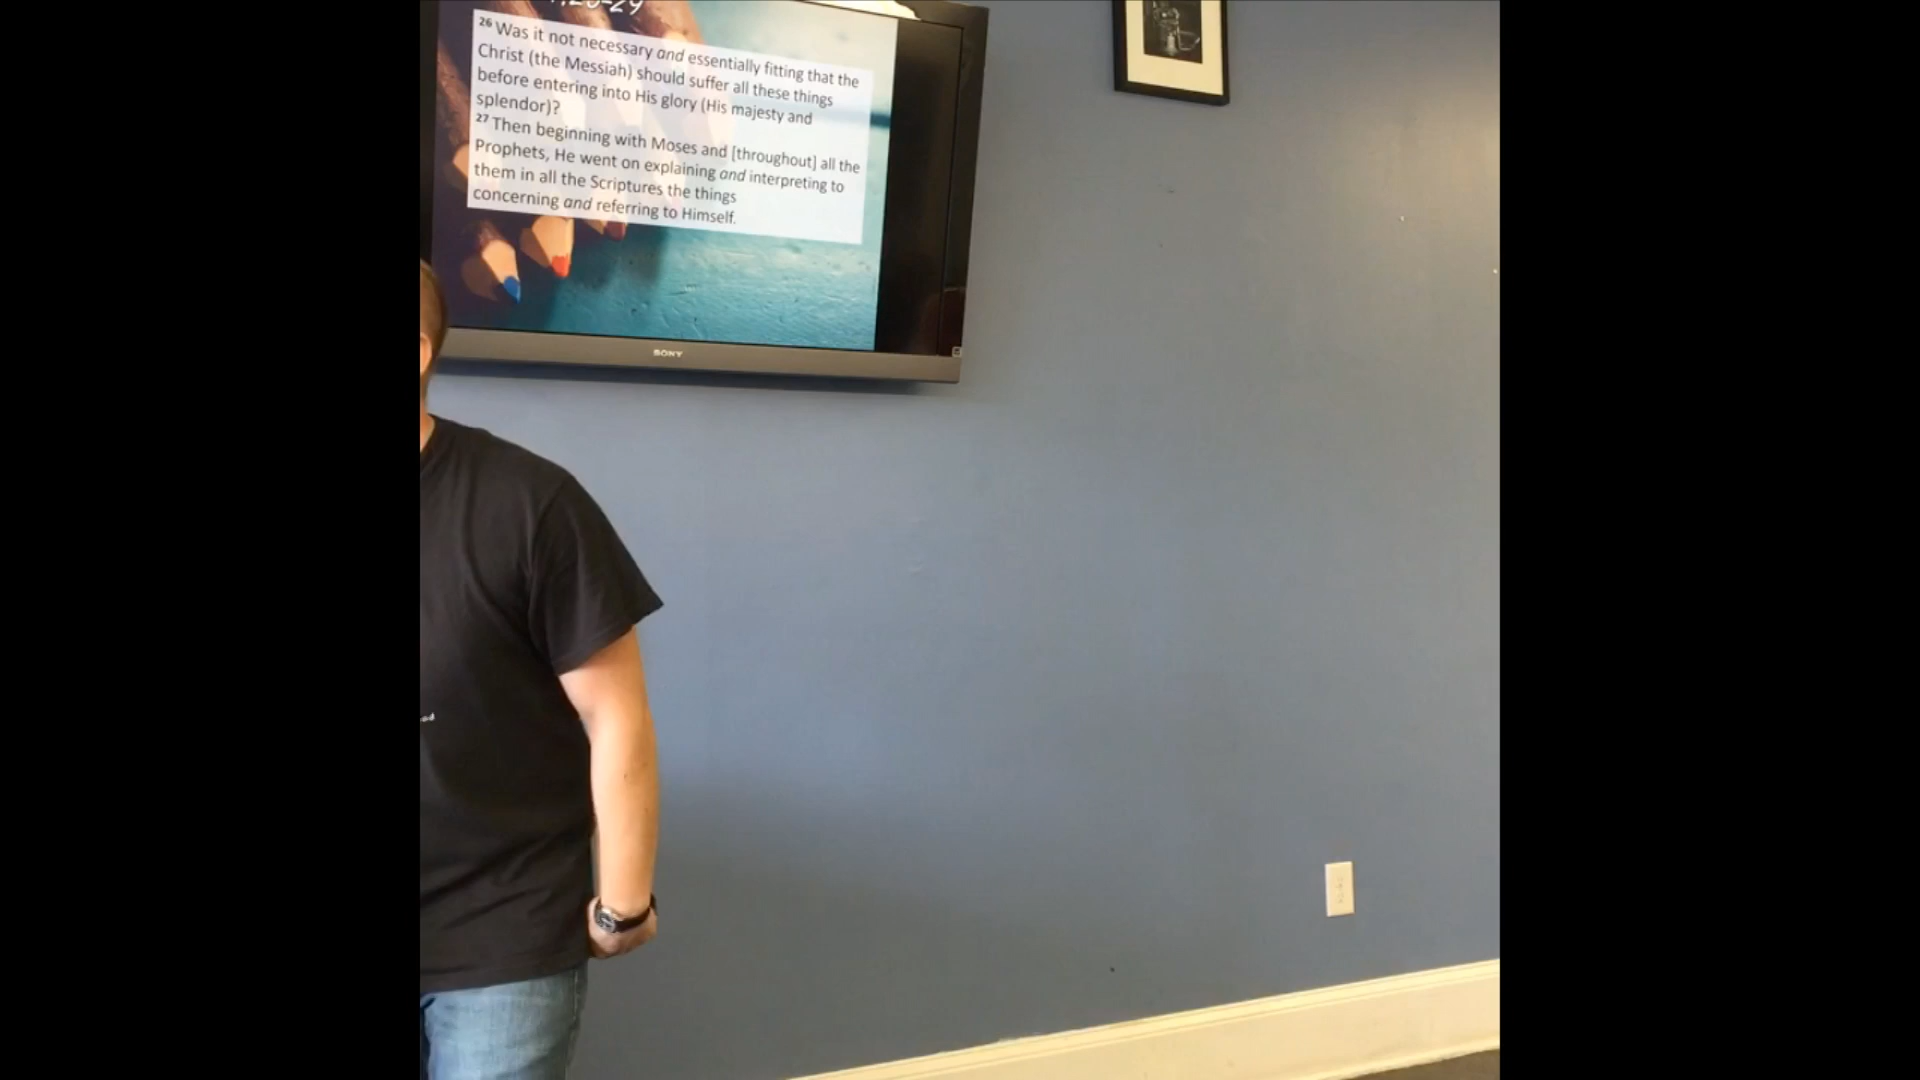 26 Was it not necessary and essentially fitting that the
Christ (the Messiah) should suffer all these things
before entering into His glory (His majesty and
splendor)?
27 Then beginning with Moses and [throughout] all the
Prophets, He went on explaining and interpreting to
them in all the Scriptures the things
concerning and referring to Himself.
SONY